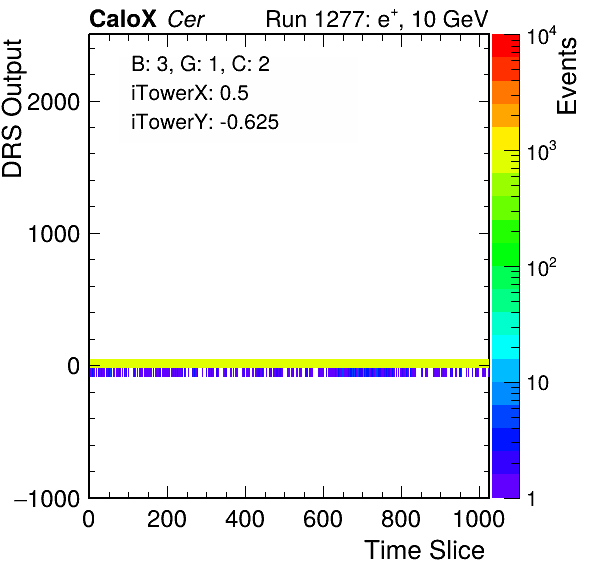 CaloX Cer Run 1277: e⁺, 10 GeV
B: 3, G: 1, C: 2
iTowerX: 0.5
iTowerY: -0.625
DRS Output
2000
1000
0
−1000
0 200 400 600 800 1000
Time Slice
Events
10⁴
10³
10²
10
1